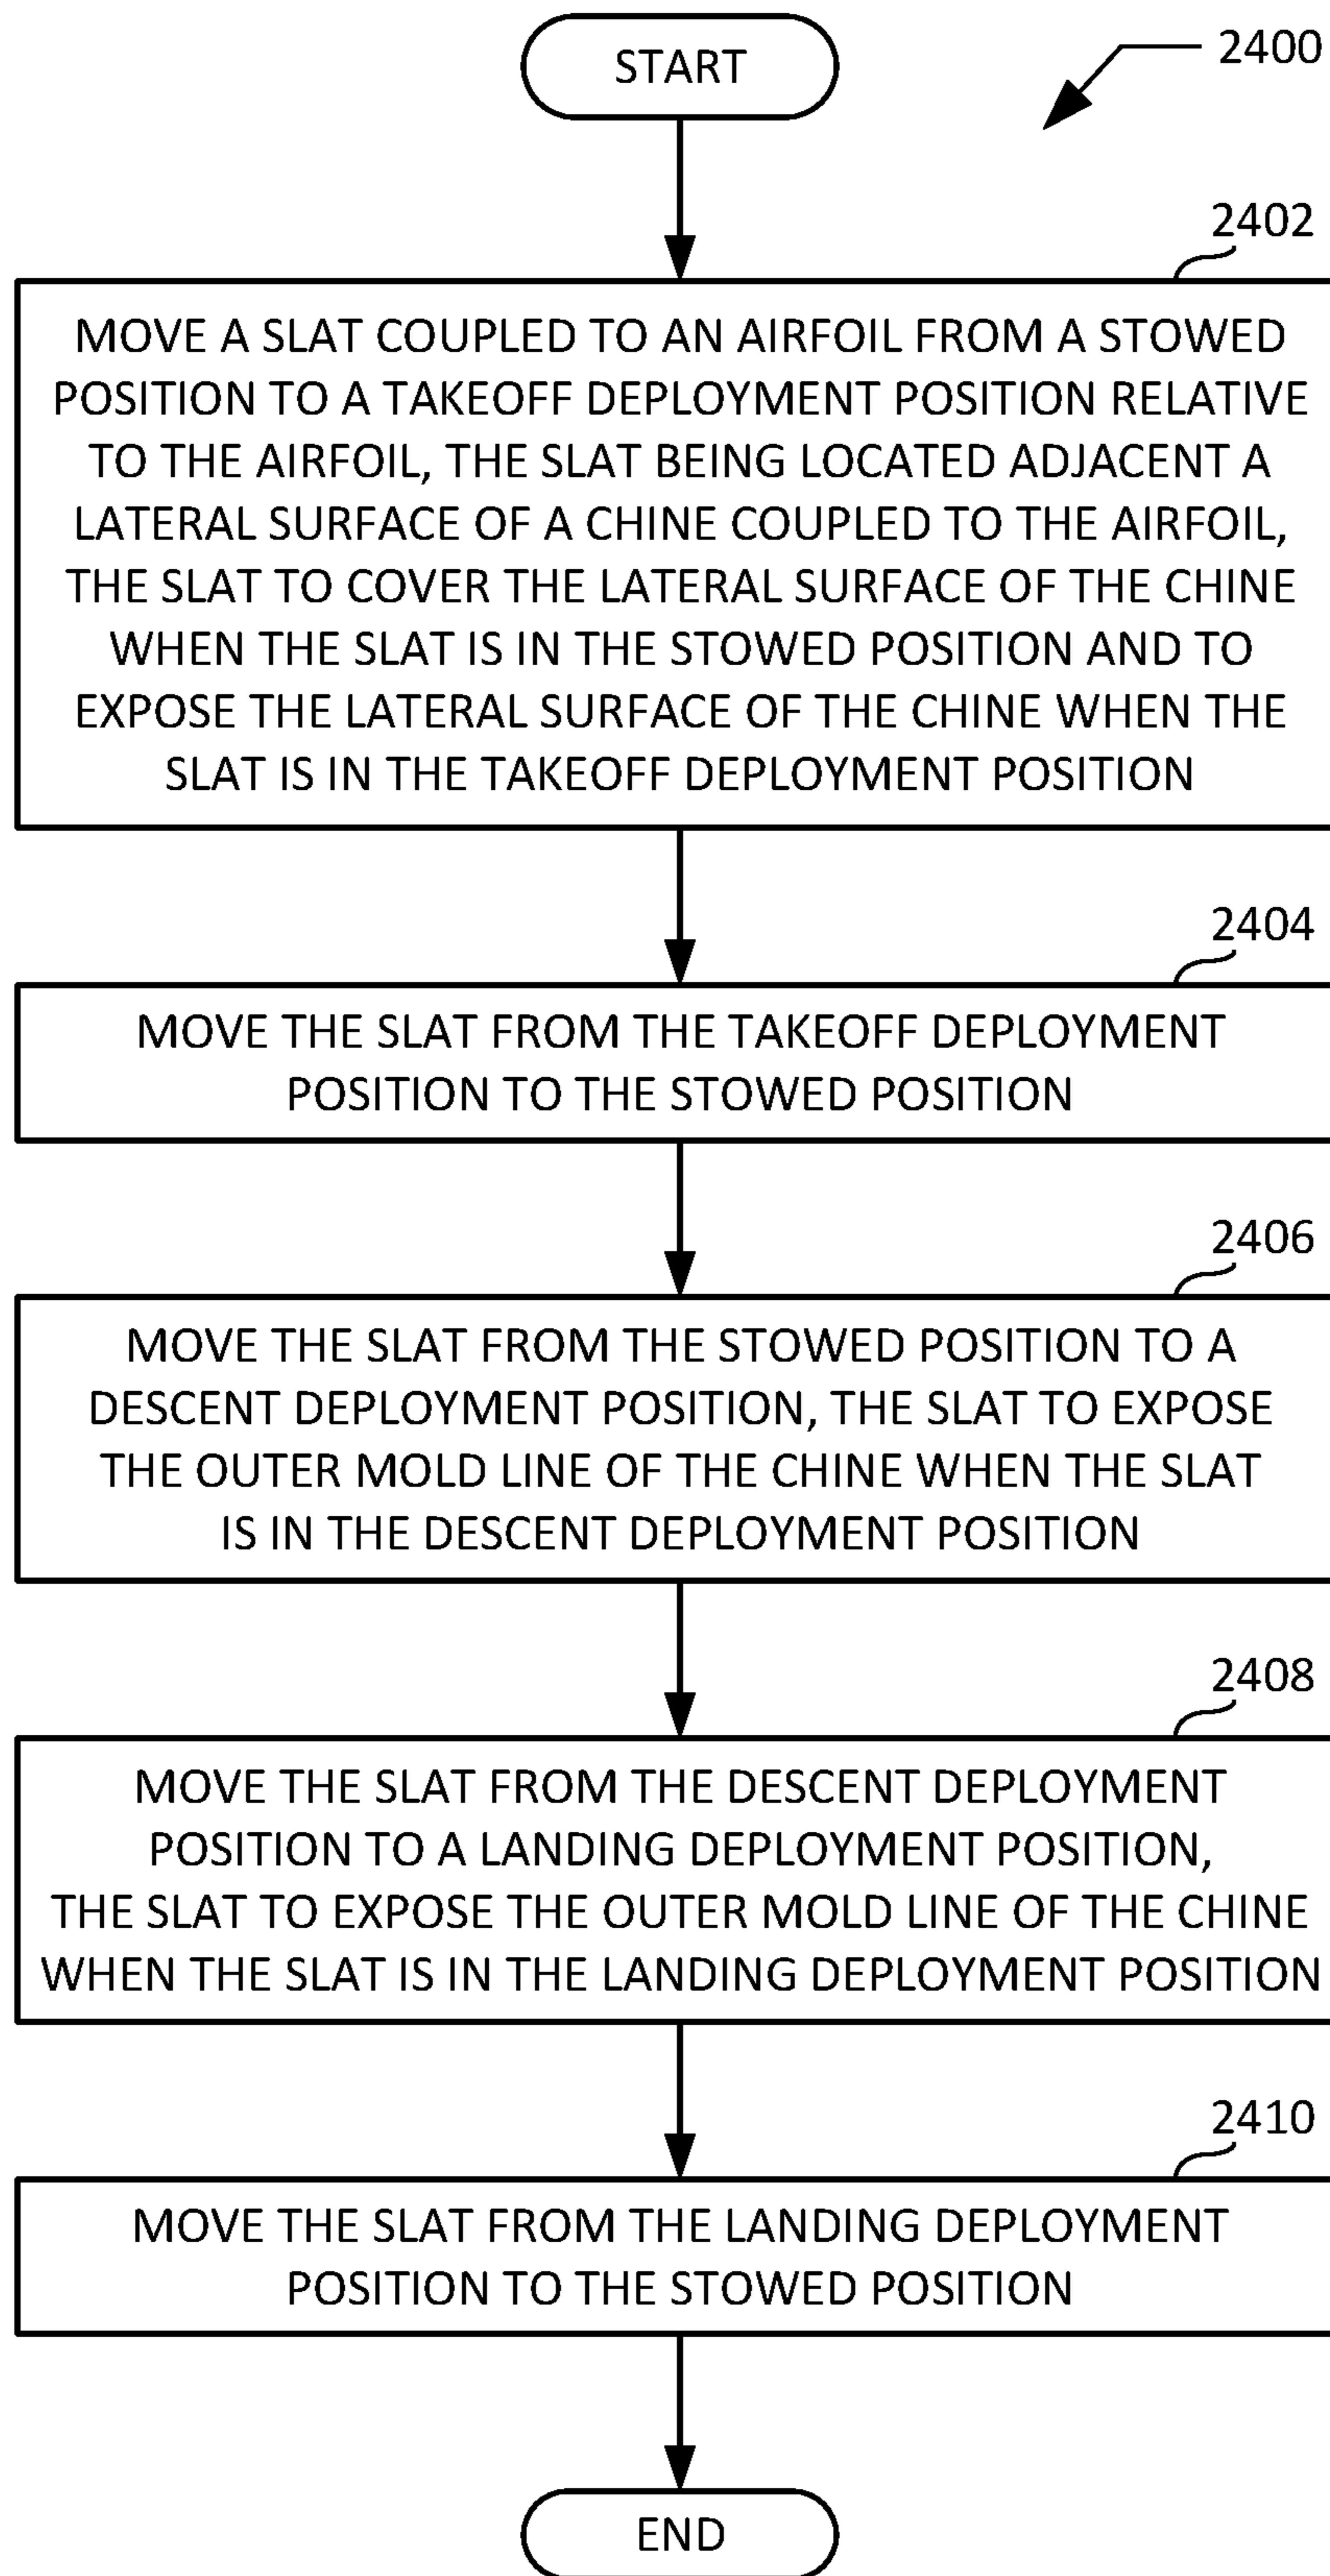 START
2400
2402
MOVE A SLAT COUPLED TO AN AIRFOIL FROM A STOWED
POSITION TO A TAKEOFF DEPLOYMENT POSITION RELATIVE
TO THE AIRFOIL, THE SLAT BEING LOCATED ADJACENT A
LATERAL SURFACE OF A CHINE COUPLED TO THE AIRFOIL,
THE SLAT TO COVER THE LATERAL SURFACE OF THE CHINE
WHEN THE SLAT IS IN THE STOWED POSITION AND TO
EXPOSE THE LATERAL SURFACE OF THE CHINE WHEN THE
SLAT IS IN THE TAKEOFF DEPLOYMENT POSITION
2404
MOVE THE SLAT FROM THE TAKEOFF DEPLOYMENT
POSITION TO THE STOWED POSITION
2406
MOVE THE SLAT FROM THE STOWED POSITION TO A
DESCENT DEPLOYMENT POSITION, THE SLAT TO EXPOSE
THE OUTER MOLD LINE OF THE CHINE WHEN THE SLAT
IS IN THE DESCENT DEPLOYMENT POSITION
2408
MOVE THE SLAT FROM THE DESCENT DEPLOYMENT
POSITION TO A LANDING DEPLOYMENT POSITION,
THE SLAT TO EXPOSE THE OUTER MOLD LINE OF THE CHINE
WHEN THE SLAT IS IN THE LANDING DEPLOYMENT POSITION
2410
MOVE THE SLAT FROM THE LANDING DEPLOYMENT
POSITION TO THE STOWED POSITION
END